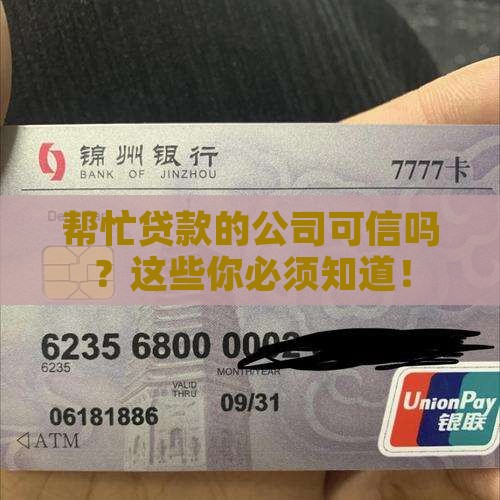 锦州银行
BANK OF JINZHOU
7777卡
帮忙贷款的公司可信吗
？这些你必须知道！
6235 6800 0002
6235
MONTH/YEAR
VALID
THRU
06181886
09/31
◁ATM
UnionPay
银联